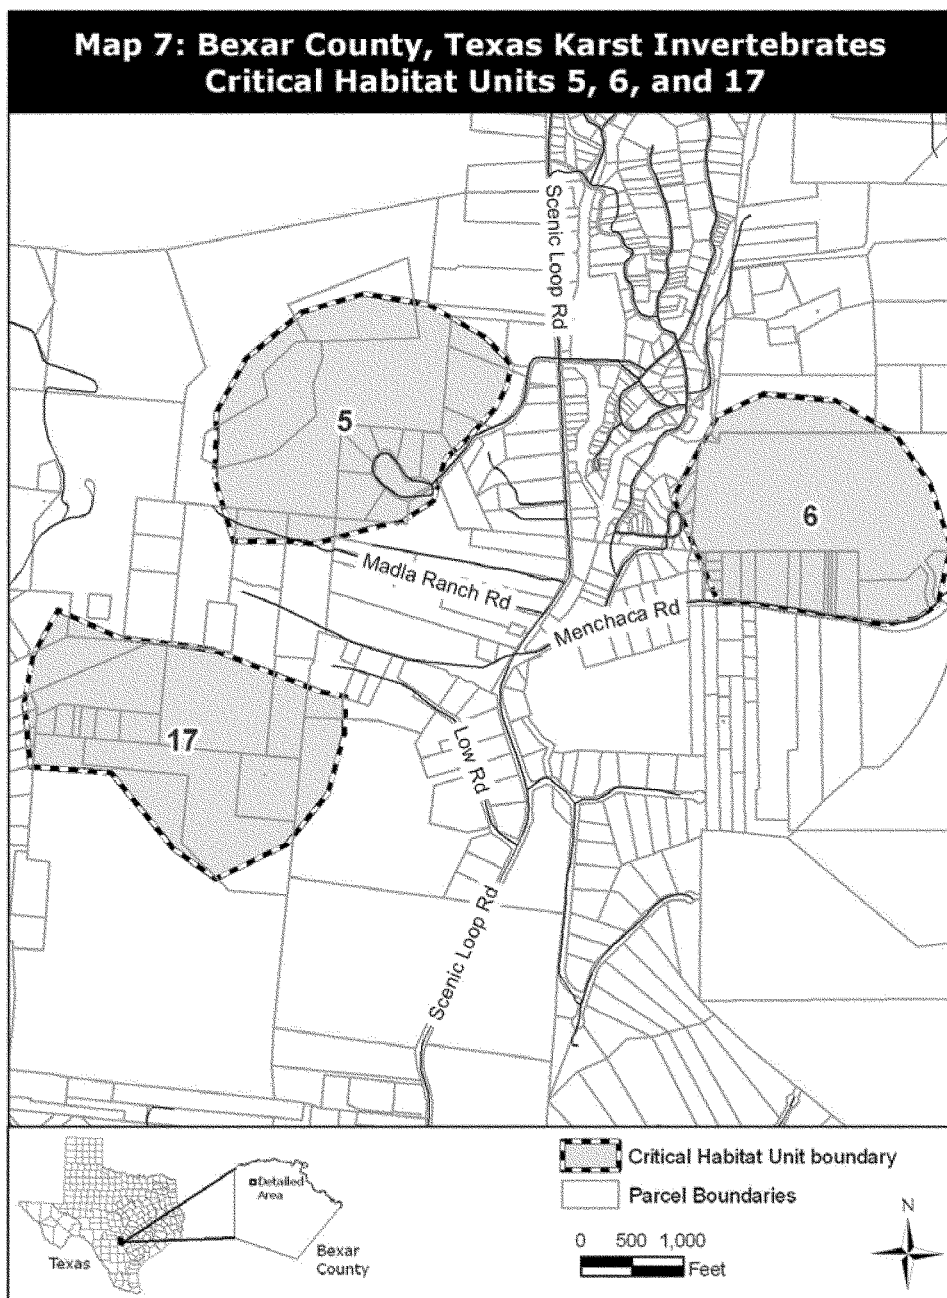 Map 7: Bexar County, Texas Karst Invertebrates
Critical Habitat Units 5, 6, and 17
Scenic Loop Rd
5
6
Madla Ranch Rd
Menchaca Rd
17
Low Rd
Scenic Loop Rd
Detailed
Area
Texas
Bexar
County
Critical Habitat Unit boundary
Parcel Boundaries
0 500 1,000
Feet
N